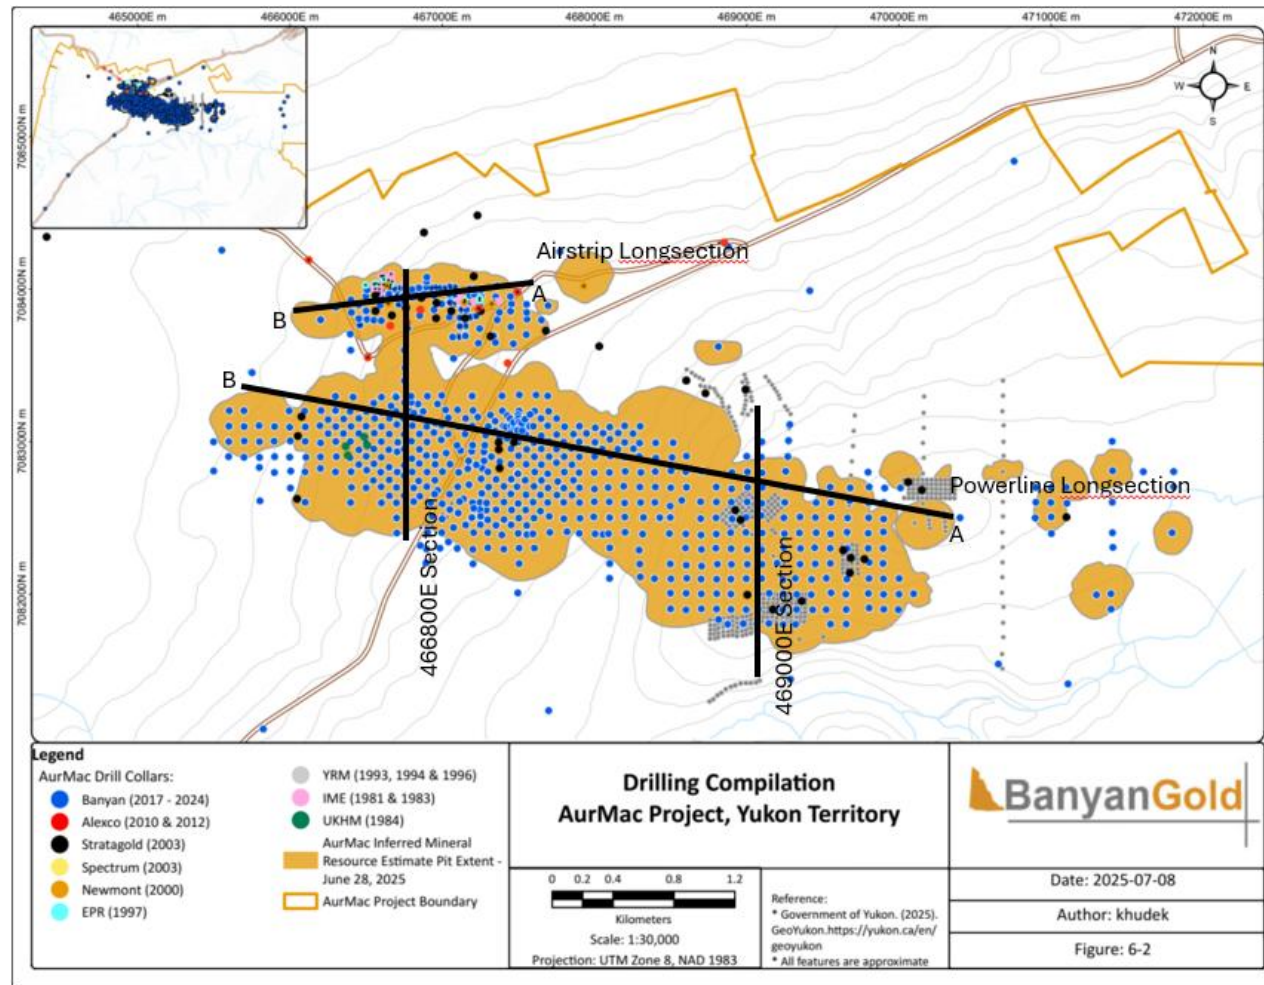 465000E m 466000E m 467000E m 468000E m 469000E m 470000E m 471000E m 472000E m
7085000N m
7084000N m
7083000N m
7082000N m
N
W E
S
Airstrip Longsection
A
B
B
Powerline Longsection
A
466800E Section
469000E Section
Legend
AurMac Drill Collars:
Banyan (2017 - 2024)
Alexco (2010 & 2012)
Stratagold (2003)
Spectrum (2003)
Newmont (2000)
EPR (1997)
YRM (1993, 1994 & 1996)
IME (1981 & 1983)
UKHM (1984)
AurMac Inferred Mineral
Resource Estimate Pit Extent -
June 28, 2025
AurMac Project Boundary
Drilling Compilation
AurMac Project, Yukon Territory
0 0.2 0.4 0.8 1.2
Kilometers
Scale: 1:30,000
Projection: UTM Zone 8, NAD 1983
Reference:
* Government of Yukon. (2025).
GeoYukon.https://yukon.ca/en/
geoyukon
* All features are approximate
BanyanGold
Date: 2025-07-08
Author: khudek
Figure: 6-2